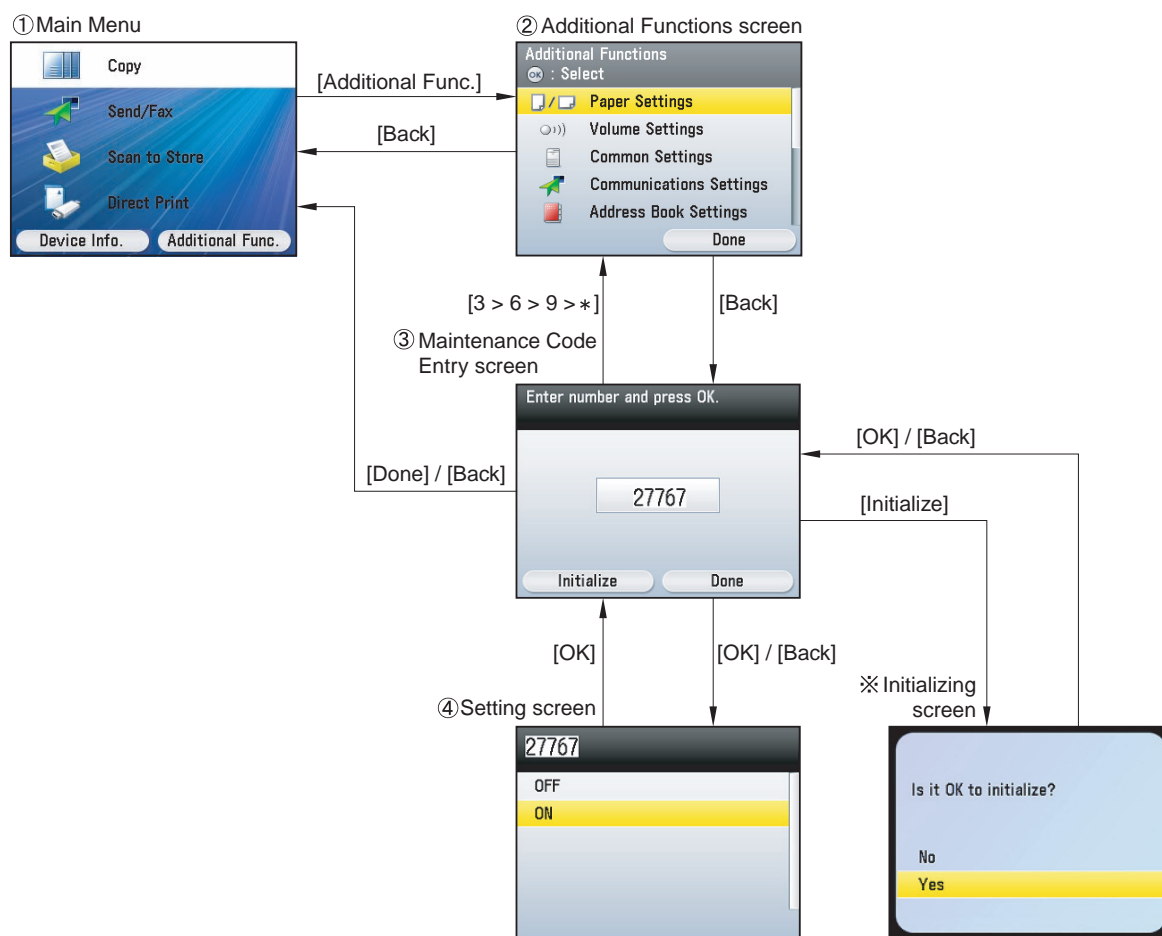 ①Main Menu
Copy
Send/Fax
Scan to Store
Direct Print
Device Info.
Additional Func.
[Additional Func.]
[Back]
②Additional Functions screen
Additional Functions
OK : Select
Paper Settings
Volume Settings
Common Settings
Communications Settings
Address Book Settings
Done
[3 > 6 > 9 >*]
[Back]
③Maintenance Code
Entry screen
Enter number and press OK.
27767
Initialize
Done
[Done] / [Back]
[OK] / [Back]
[Initialize]
[OK]
[OK] / [Back]
④Setting screen
27767
OFF
ON
※Initializing
screen
Is it OK to initialize?
No
Yes